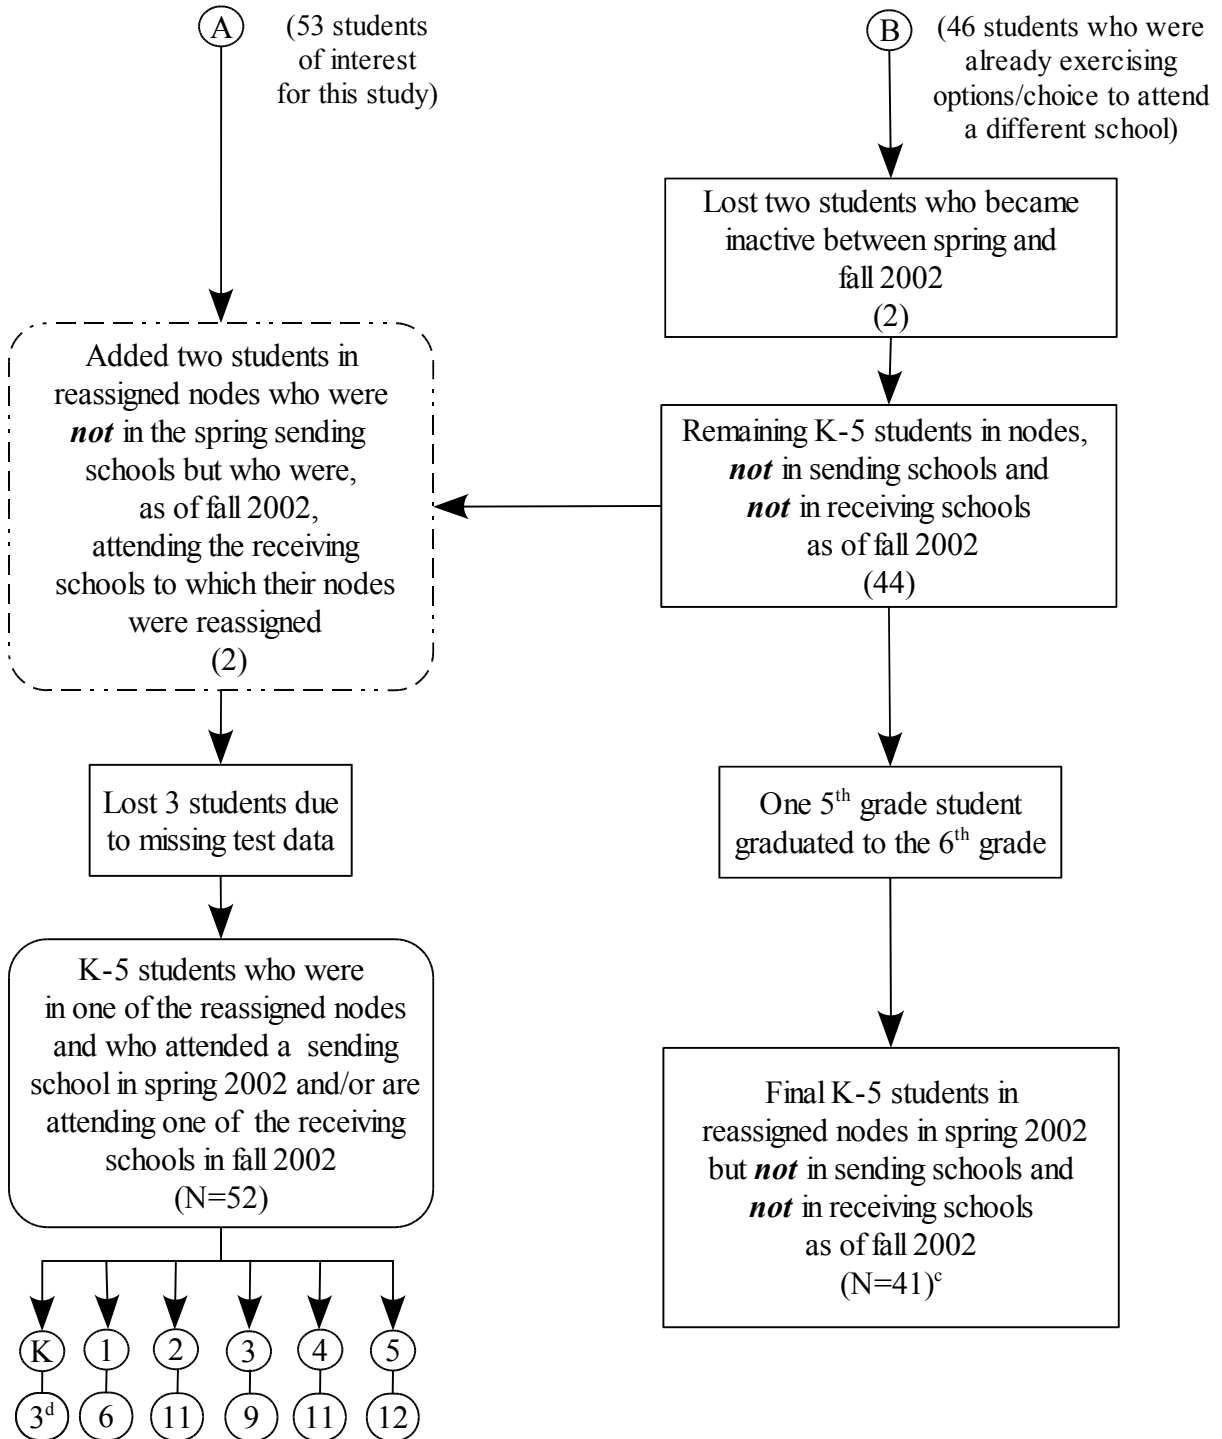 A
(53 students
of interest
for this study)
B
(46 students who were
already exercising
options/choice to attend
a different school)
Lost two students who became
inactive between spring and
fall 2002
(2)
Added two students in
reassigned nodes who were
not in the spring sending
schools but who were,
as of fall 2002,
attending the receiving
schools to which their nodes
were reassigned
(2)
Remaining K-5 students in nodes,
not in sending schools and
not in receiving schools
as of fall 2002
(44)
Lost 3 students due
to missing test data
One 5th grade student
graduated to the 6th grade
K-5 students who were
in one of the reassigned nodes
and who attended a sending
school in spring 2002 and/or are
attending one of the receiving
schools in fall 2002
(N=52)
Final K-5 students in
reassigned nodes in spring 2002
but not in sending schools and
not in receiving schools
as of fall 2002
(N=41)c
K 1 2 3 4 5
3d 6 11 9 11 12